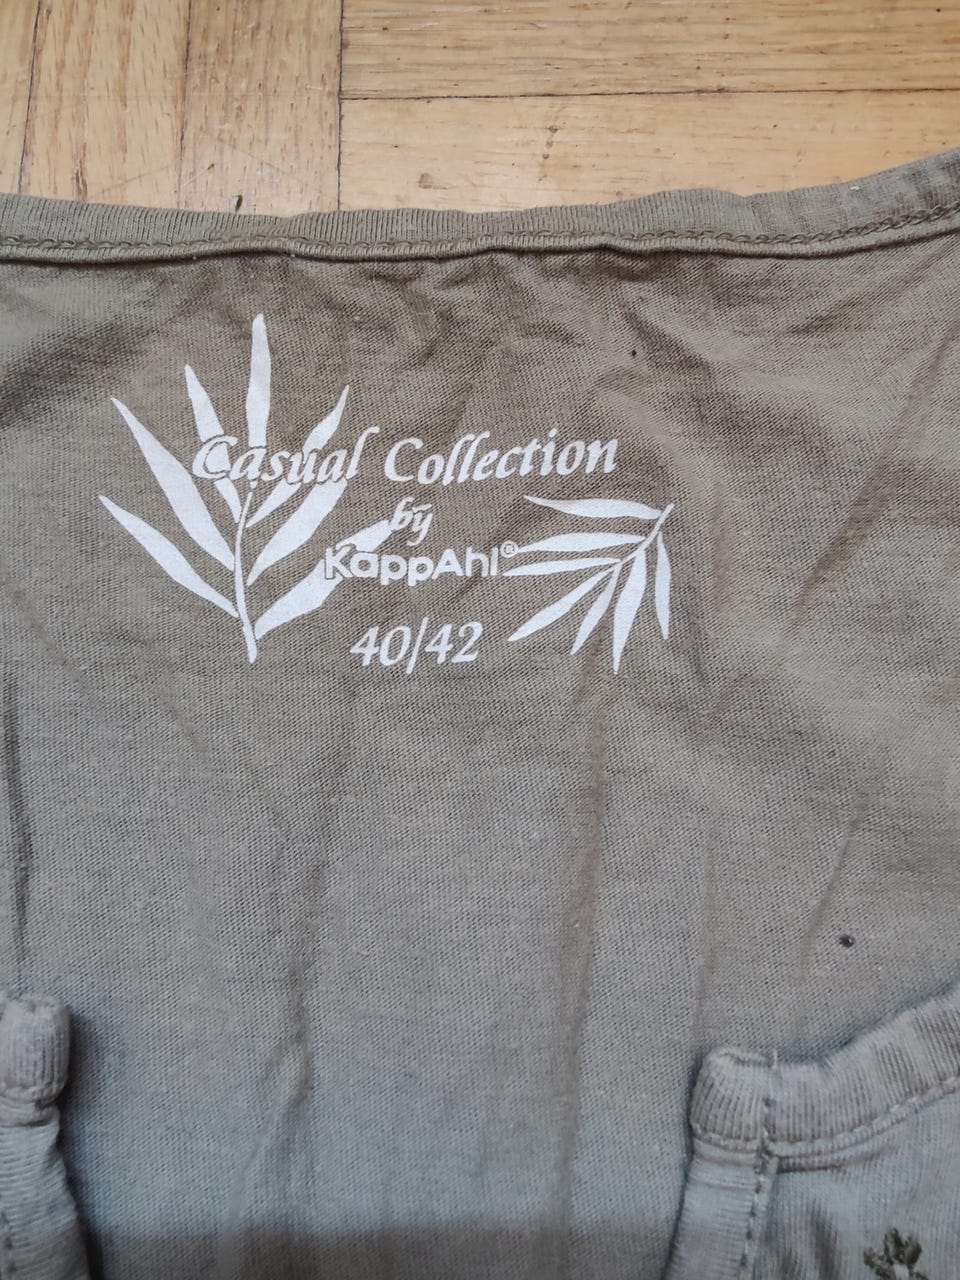 Casual Collection
by
KappAhl®
40/42